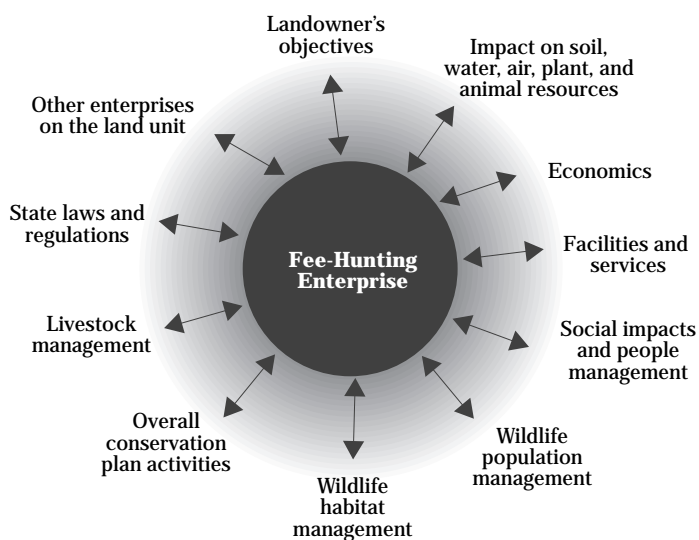 Landowner's
objectives
Impact on soil,
water, air, plant, and
animal resources
Economics
Facilities and
services
Social impacts
and people
management
Wildlife
population
management
Wildlife
habitat
management
Overall
conservation
plan activities
Livestock
management
State laws and
regulations
Other enterprises
on the land unit
Fee-Hunting
Enterprise